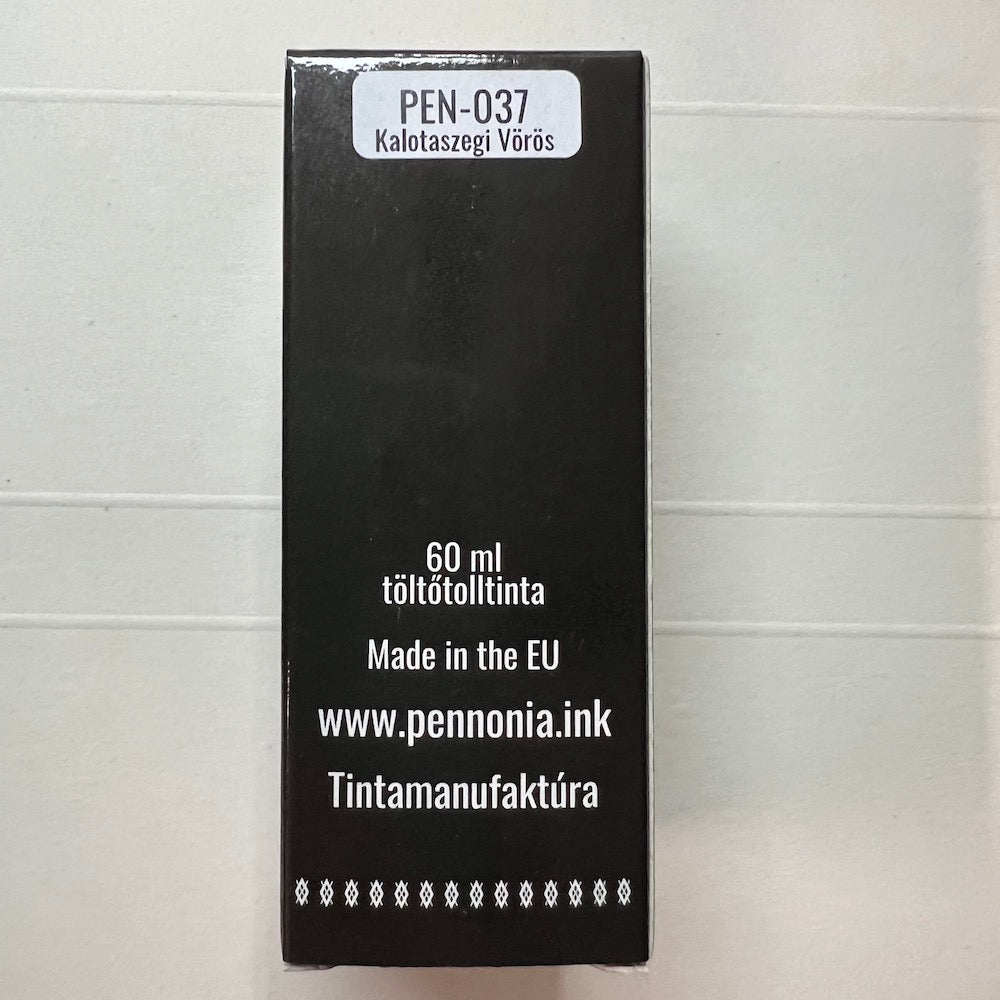 PEN-037
Kalotaszegi Vörös
60 ml
töltőtolltinta
Made in the EU
www.pennonia.ink
Tintamanufaktúra